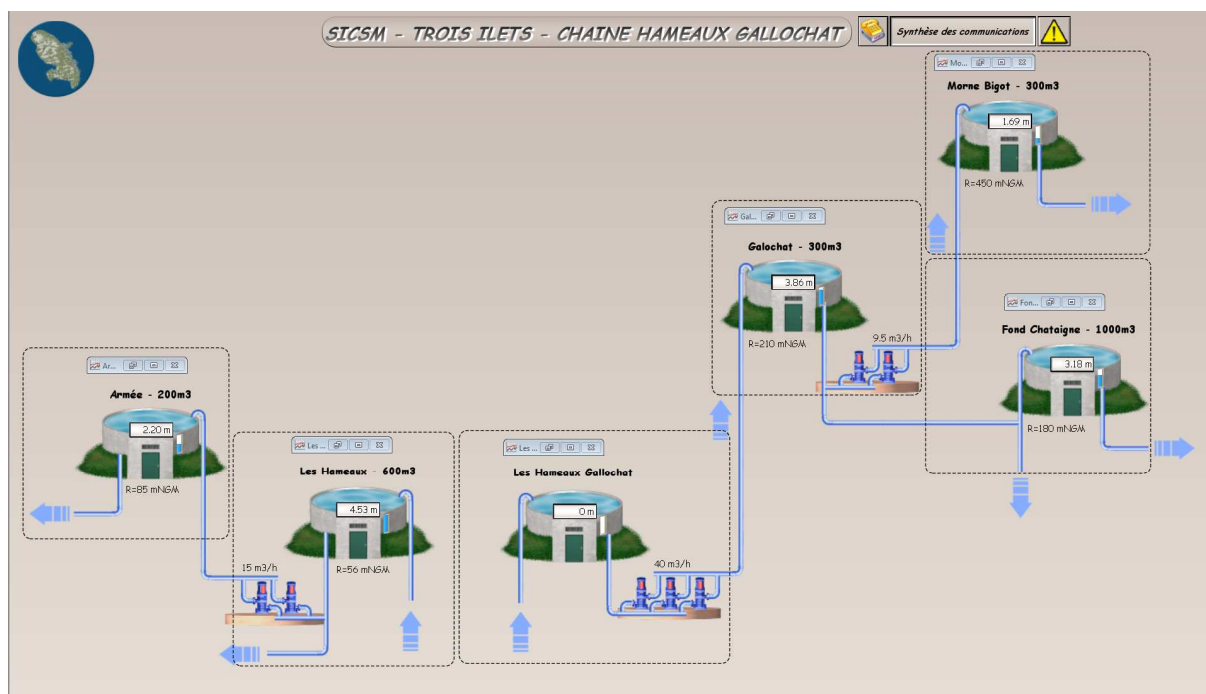 SICSM - TROIS ILETS - CHAINE HAMEAUX GALLOCHAT
Synthèse des communications
Mo...
Morne Bigot - 300m3
1.69 m
R=450 mNGM
Gal...
Galochat - 300m3
3.86 m
R=210 mNGM
9.5 m3/h
Fon...
Fond Chataigne - 1000m3
3.18 m
R=180 mNGM
Ar...
Armée - 200m3
2.20 m
R=85 mNGM
Les ...
Les Hameaux - 600m3
4.53 m
R=56 mNGM
15 m3/h
Les ...
Les Hameaux Gallochat
0 m
40 m3/h